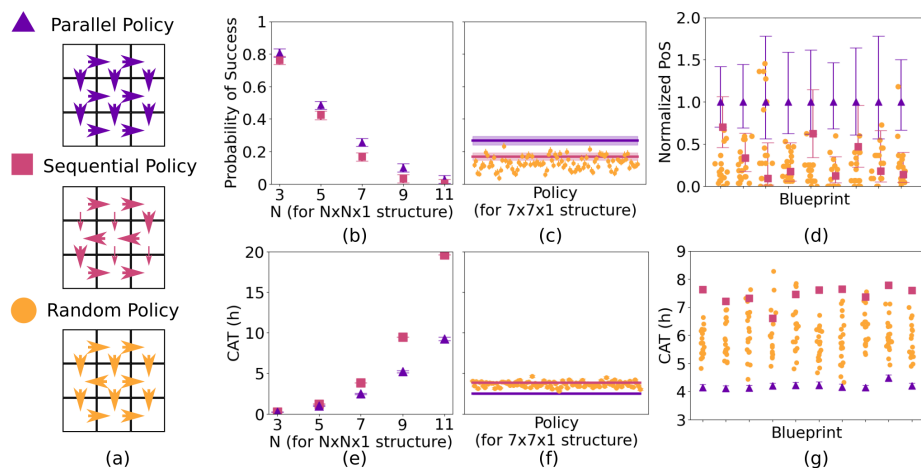 Parallel Policy
Sequential Policy
Random Policy
(a)
Probability of Success
1
0.8
0.6
0.4
0.2
0
3 5 7 9 11
N (for NxNx1 structure)
(b)
Policy
(for 7x7x1 structure)
(c)
Normalized PoS
2.0
1.5
1.0
0.5
0.0
Blueprint
(d)
CAT (h)
20
15
10
5
0
3 5 7 9 11
N (for NxNx1 structure)
(e)
Policy
(for 7x7x1 structure)
(f)
CAT (h)
9
8
7
6
5
4
3
Blueprint
(g)